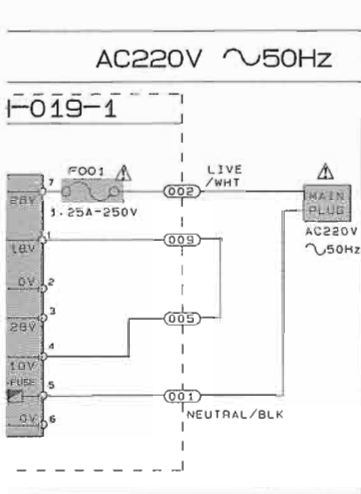 AC220V ∿50Hz
-019-1
F001
LIVE
/WHT
7
002
MAIN
PLUG
28V
1.25A-250V
AC220V
∿50Hz
1
009
18V
0V
2
3
005
28V
4
10V
FUSE
5
001
NEUTRAL/BLK
0V
6